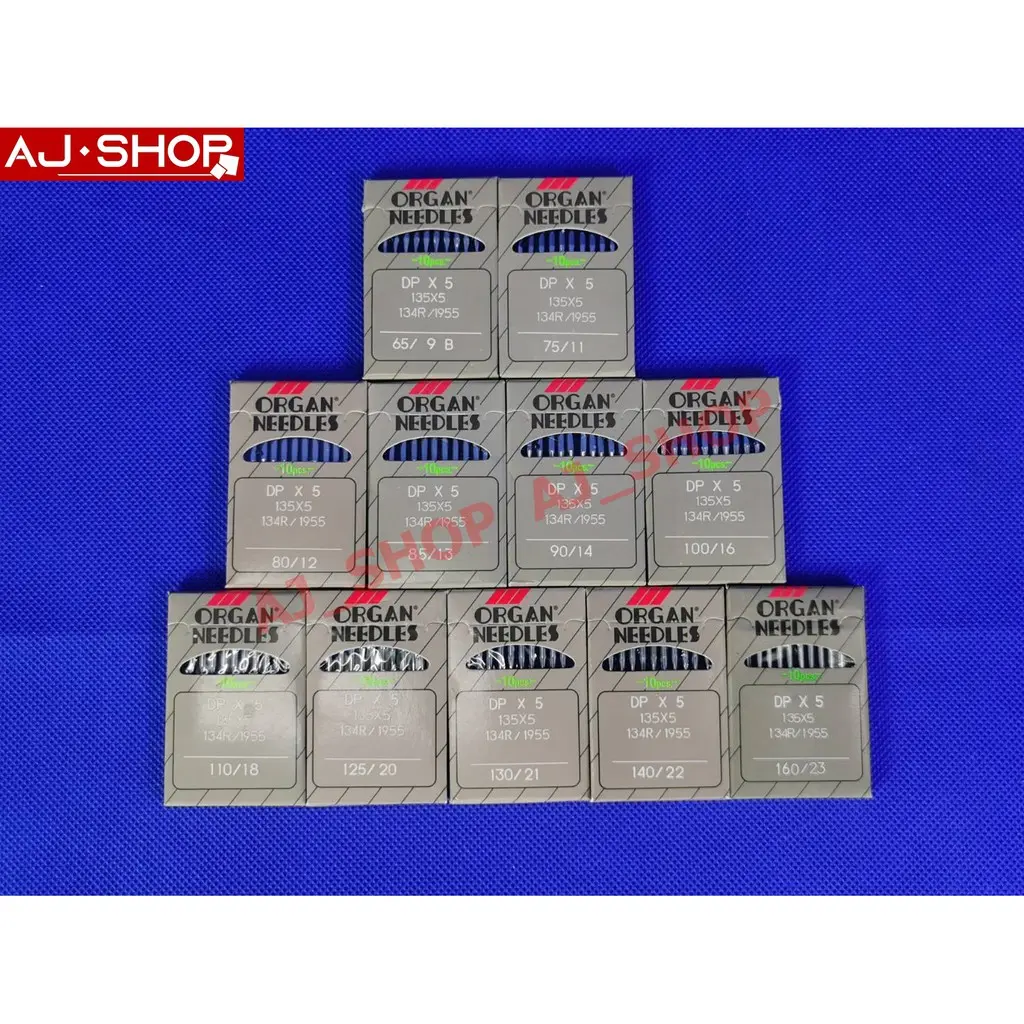 AJ·SHOP
ORGAN®
NEEDLES
~10pcs.~
DP X 5
135X5
134R/1955
65/ 9 B
ORGAN®
NEEDLES
~10pcs.~
DP X 5
135X5
134R/1955
75/11
ORGAN®
NEEDLES
~10pcs.~
DP X 5
135X5
134R/1955
80/12
ORGAN®
NEEDLES
~10pcs.~
DP X 5
135X5
134R/1955
85/13
ORGAN®
NEEDLES
~10pcs.~
DP X 5
135X5
134R/1955
90/14
ORGAN®
NEEDLES
~10pcs.~
DP X 5
135X5
134R/1955
100/16
AJ_SHOP AJ_SHOP
ORGAN®
NEEDLES
10pcs.
DP X 5
134R/1955
110/18
ORGAN®
NEEDLES
DP X 5
135X5
134R/1955
125/20
ORGAN®
NEEDLES
~10pcs.~
DP X 5
135X5
134R/1955
130/21
ORGAN®
NEEDLES
~10pcs.~
DP X 5
135X5
134R/1955
140/22
ORGAN®
NEEDLES
~10pcs.~
DP X 5
135X5
134R/1955
160/23